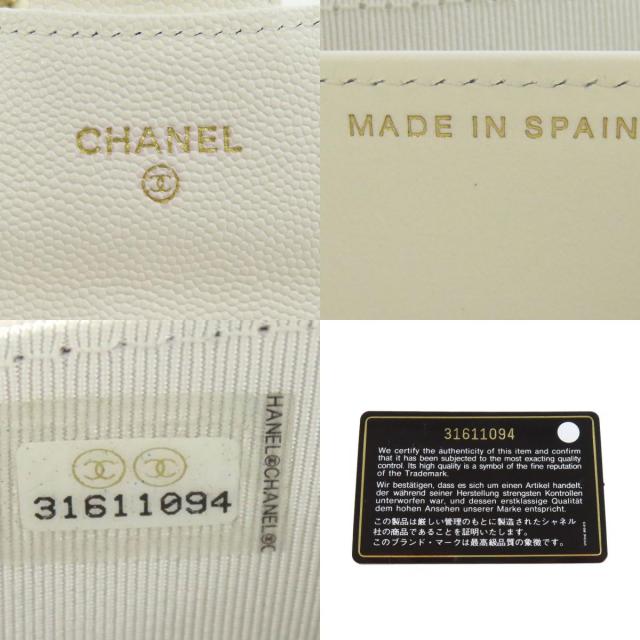 CHANEL
MADE IN SPAIN
HANEL CHANEL C
31611094
31611094
We certify the authenticity of this item and confirm
that it has been subjected to the most exacting quality
control. Its high quality is a symbol of the fine reputation
of the Trademark.
Wir bestätigen, dass es sich um einen Artikel handelt,
der während seiner Herstellung strengsten Kontrollen
unterworfen war. Es entspricht dem Qualitätsstandard
dem hohen Ansehen unserer Marke entspricht.
この製品は厳しい管理のもとに製造されたシャネル
社の商品であることを証明いたします。
このブランド・マークは最高級品質の象徴です。